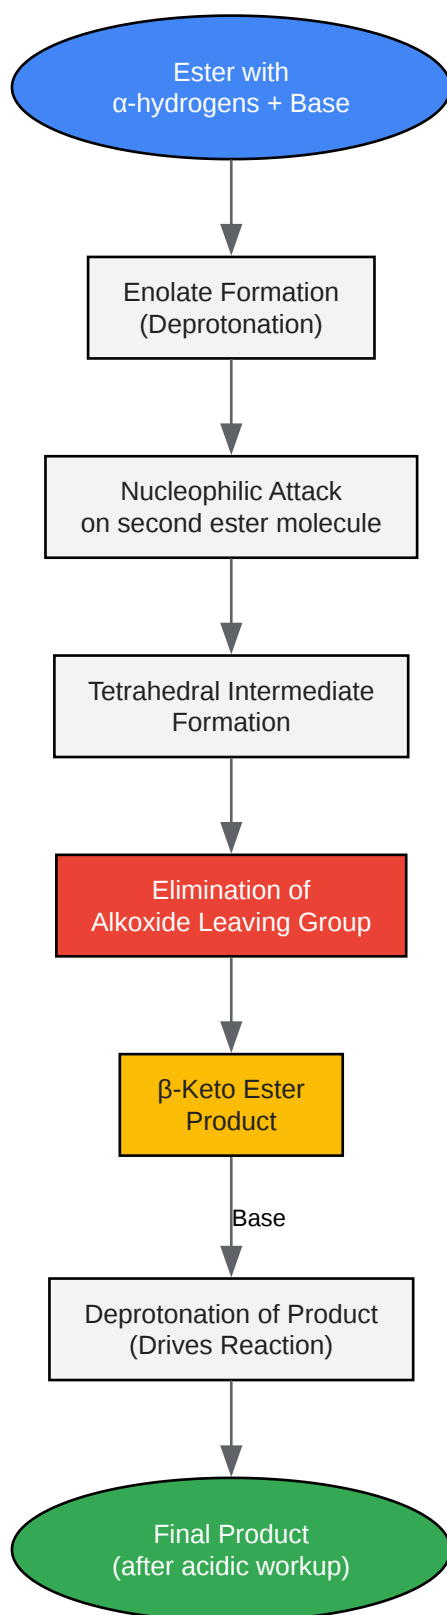 Ester with
α-hydrogens + Base
Enolate Formation
(Deprotonation)
Nucleophilic Attack
on second ester molecule
Tetrahedral Intermediate
Formation
Elimination of
Alkoxide Leaving Group
β-Keto Ester
Product
Base
Deprotonation of Product
(Drives Reaction)
Final Product
(after acidic workup)